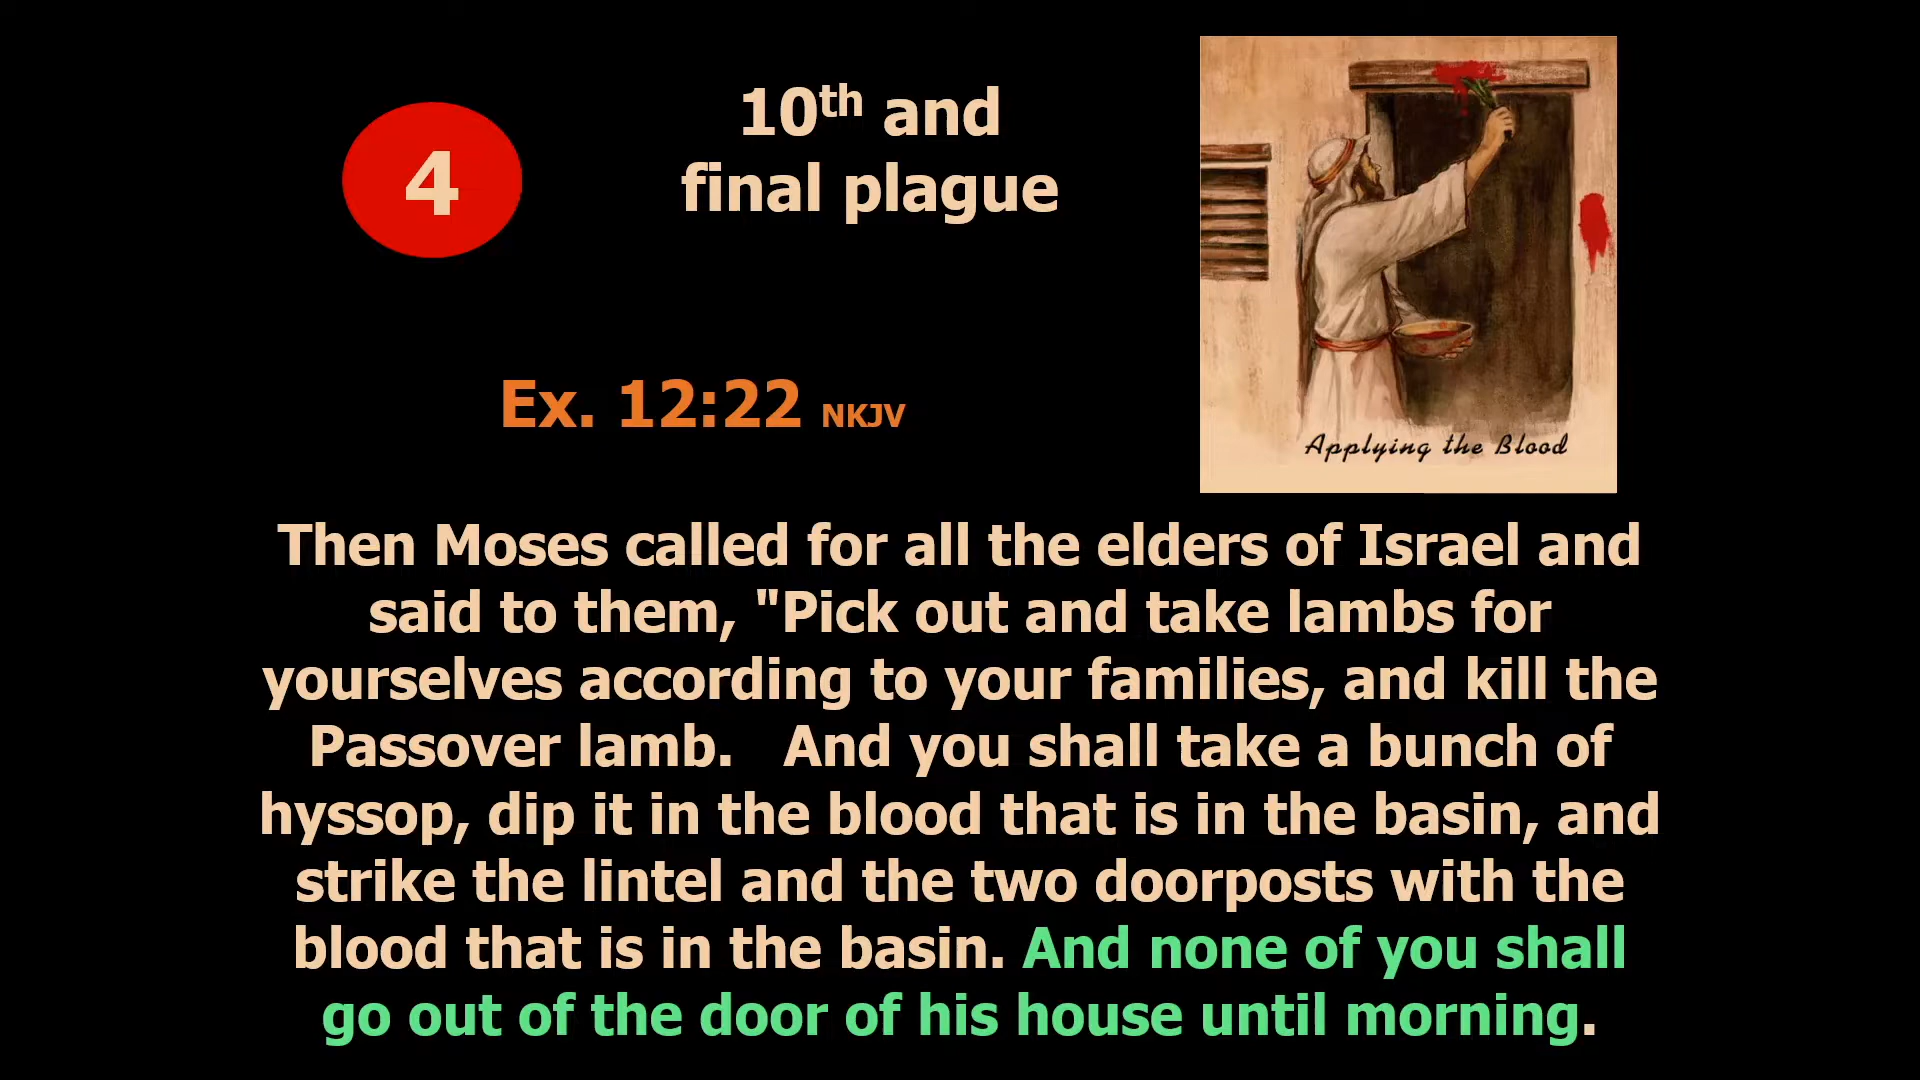 4
10th and
final plague
Ex. 12:22 NKJV
Applying the Blood
Then Moses called for all the elders of Israel and
said to them, "Pick out and take lambs for
yourselves according to your families, and kill the
Passover lamb.   And you shall take a bunch of
hyssop, dip it in the blood that is in the basin, and
strike the lintel and the two doorposts with the
blood that is in the basin. And none of you shall
go out of the door of his house until morning.